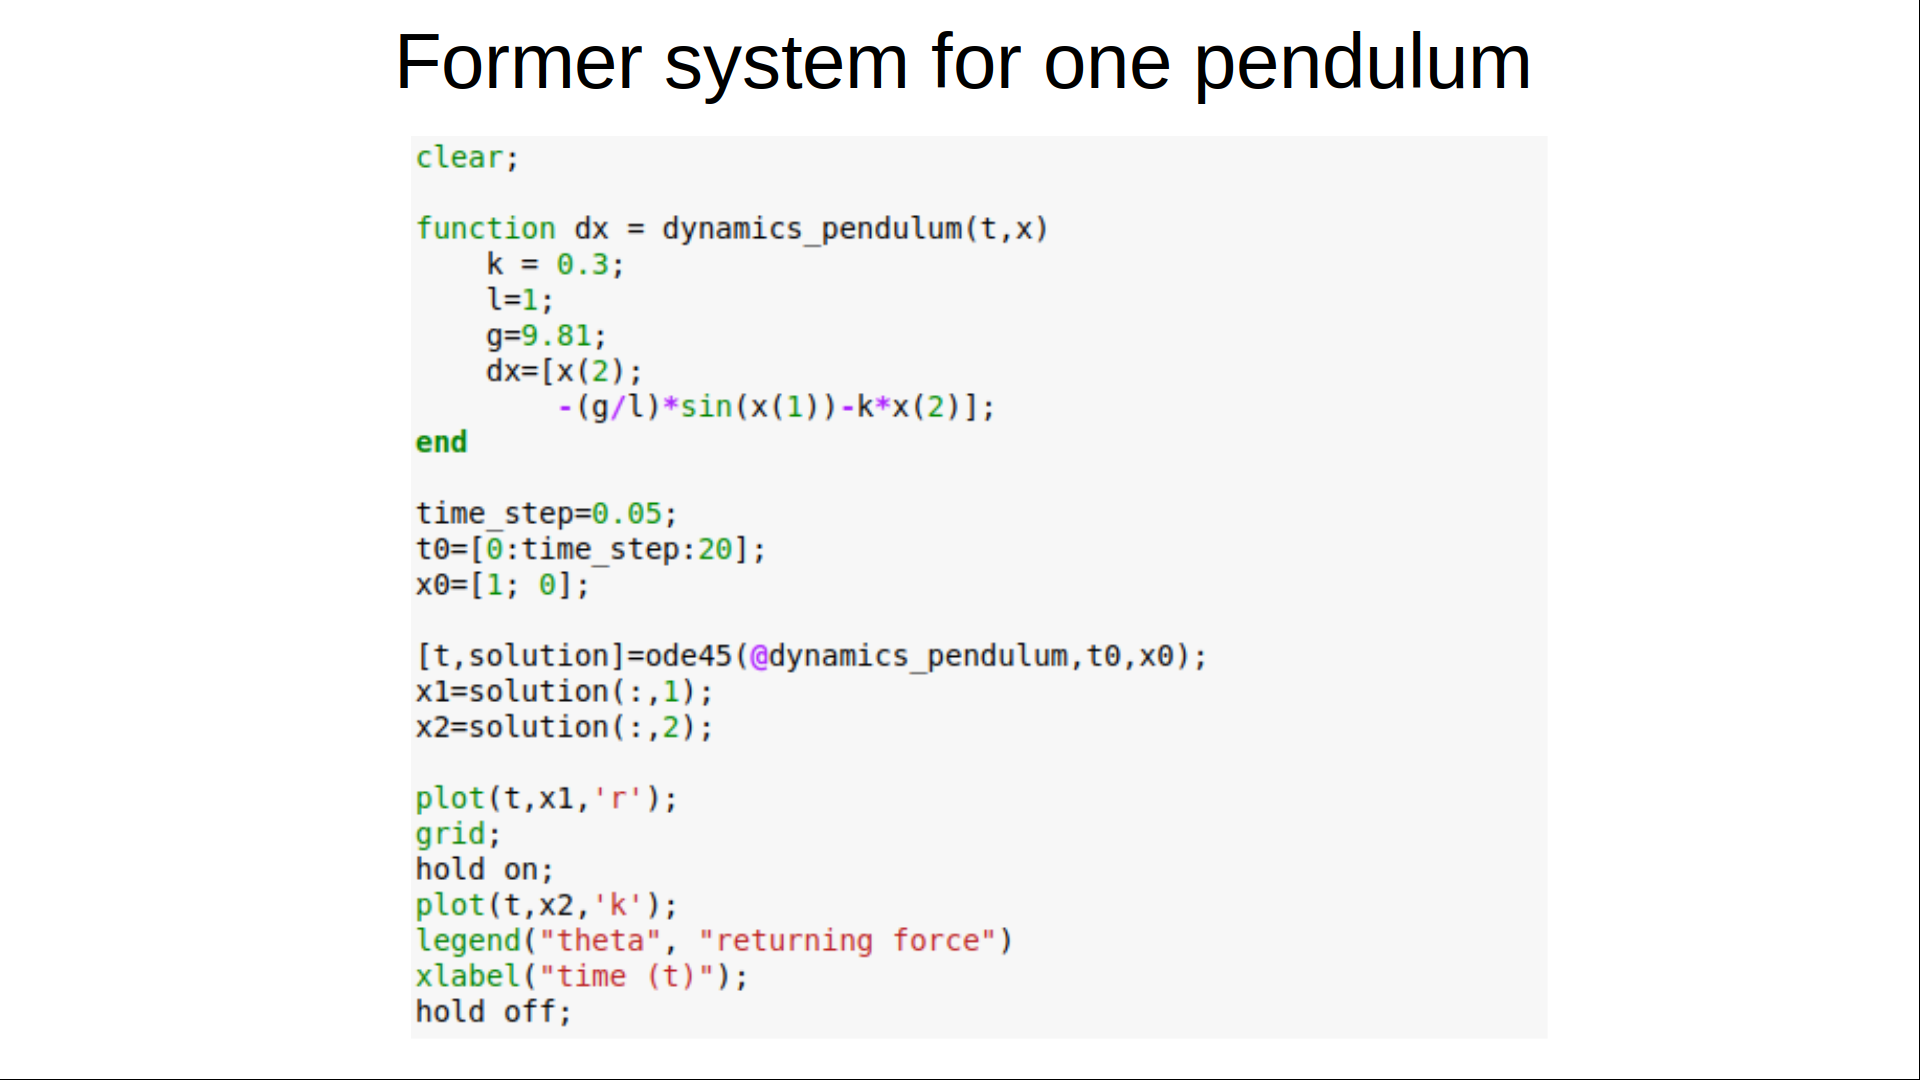 Former system for one pendulum
clear;
function dx = dynamics_pendulum(t,x)
    k = 0.3;
    l=1;
    g=9.81;
    dx=[x(2);
        -(g/l)*sin(x(1))-k*x(2)];
end
time_step=0.05;
t0=[0:time_step:20];
x0=[1; 0];
[t,solution]=ode45(@dynamics_pendulum,t0,x0);
x1=solution(:,1);
x2=solution(:,2);
plot(t,x1,'r');
grid;
hold on;
plot(t,x2,'k');
legend("theta", "returning force")
xlabel("time (t)");
hold off;